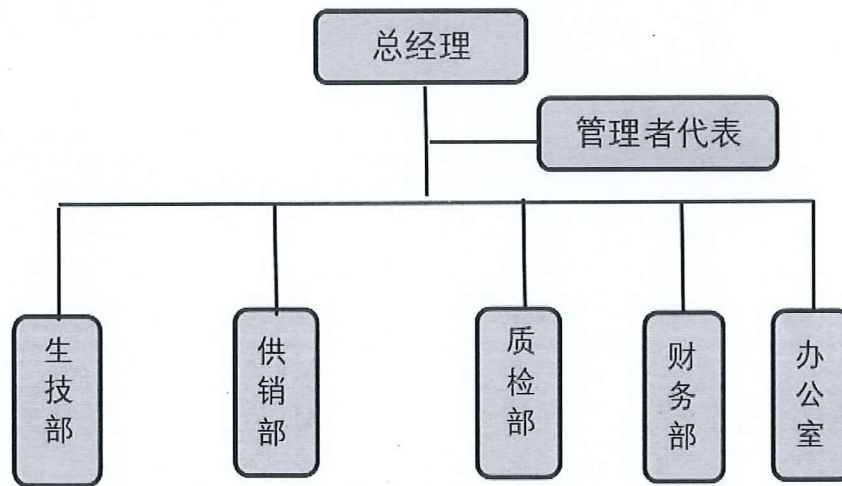 总经理
管理者代表
生技部
供销部
质检部
财务部
办公室